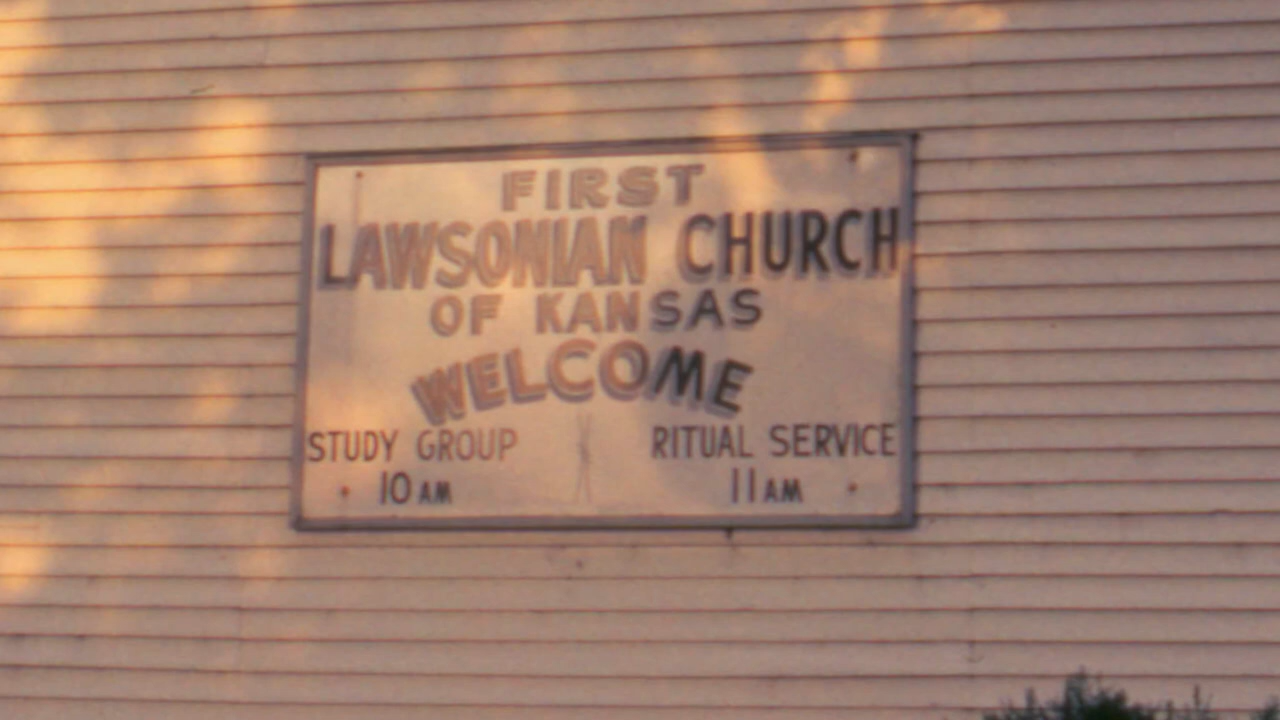 FIRST
LAWSONIAN CHURCH
OF KANSAS
WELCOME
STUDY GROUP RITUAL SERVICE
10 AM 11 AM